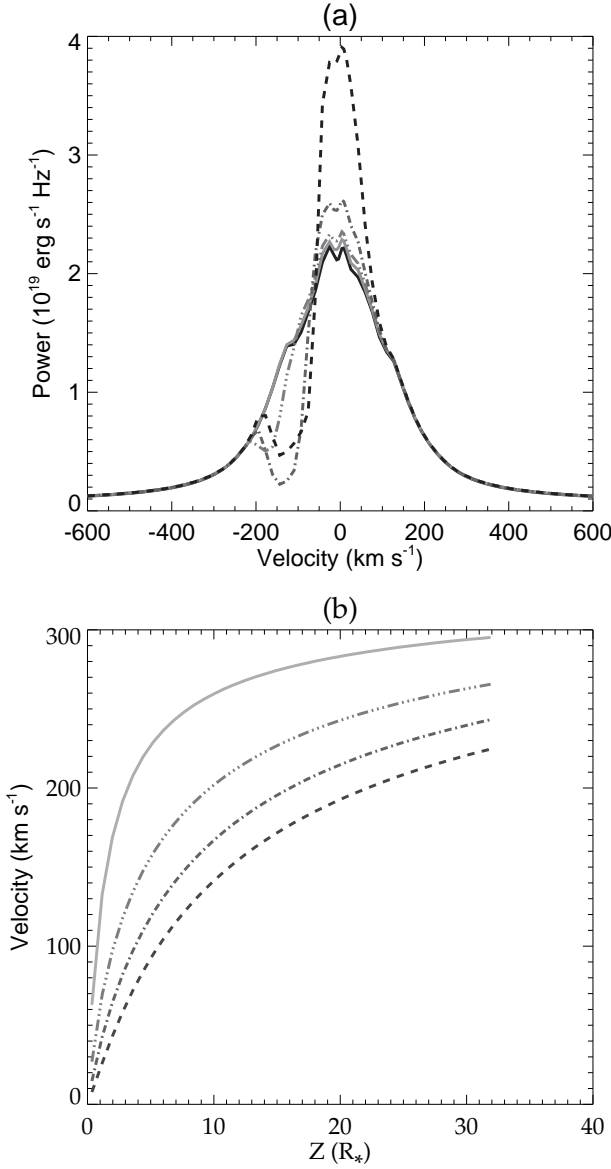 (a)
4
3
2
1
0
Power (10¹⁹ erg s⁻¹ Hz⁻¹)
-600 -400 -200 0 200 400 600
Velocity (km s⁻¹)
(b)
300
200
100
0
Velocity (km s⁻¹)
0 10 20 30 40
Z (R*)